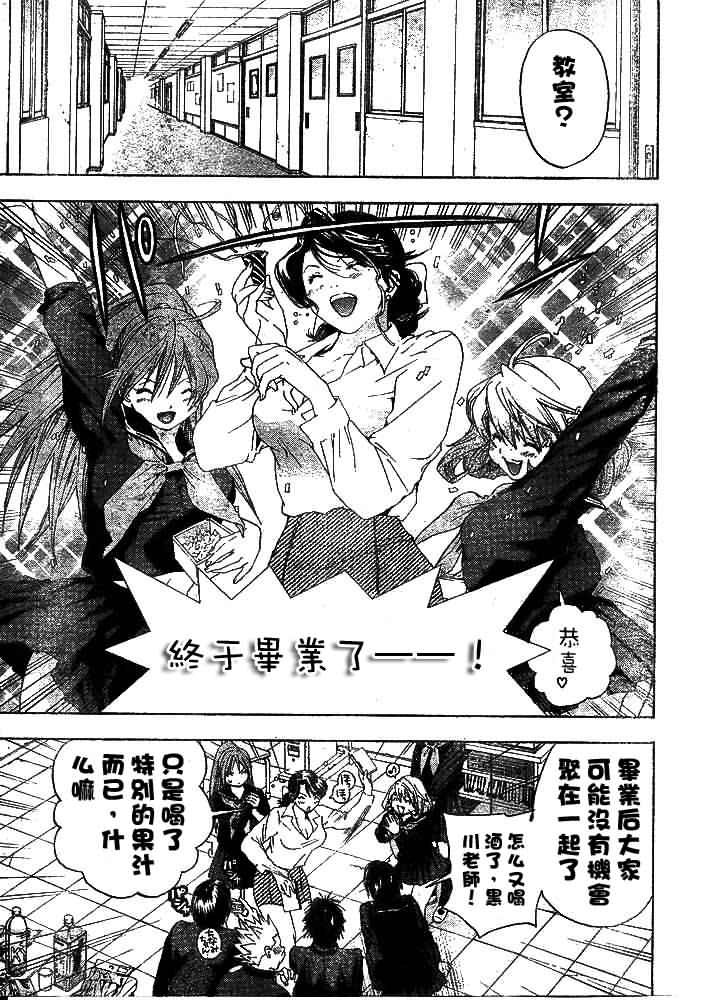 教室？
終于畢業了——！
恭
喜
♡
畢業后大家
可能沒有機會
聚在一起了
怎么又喝
酒了，黑
川老師！
只是喝了
特別的果汁
而已，什
么嘛